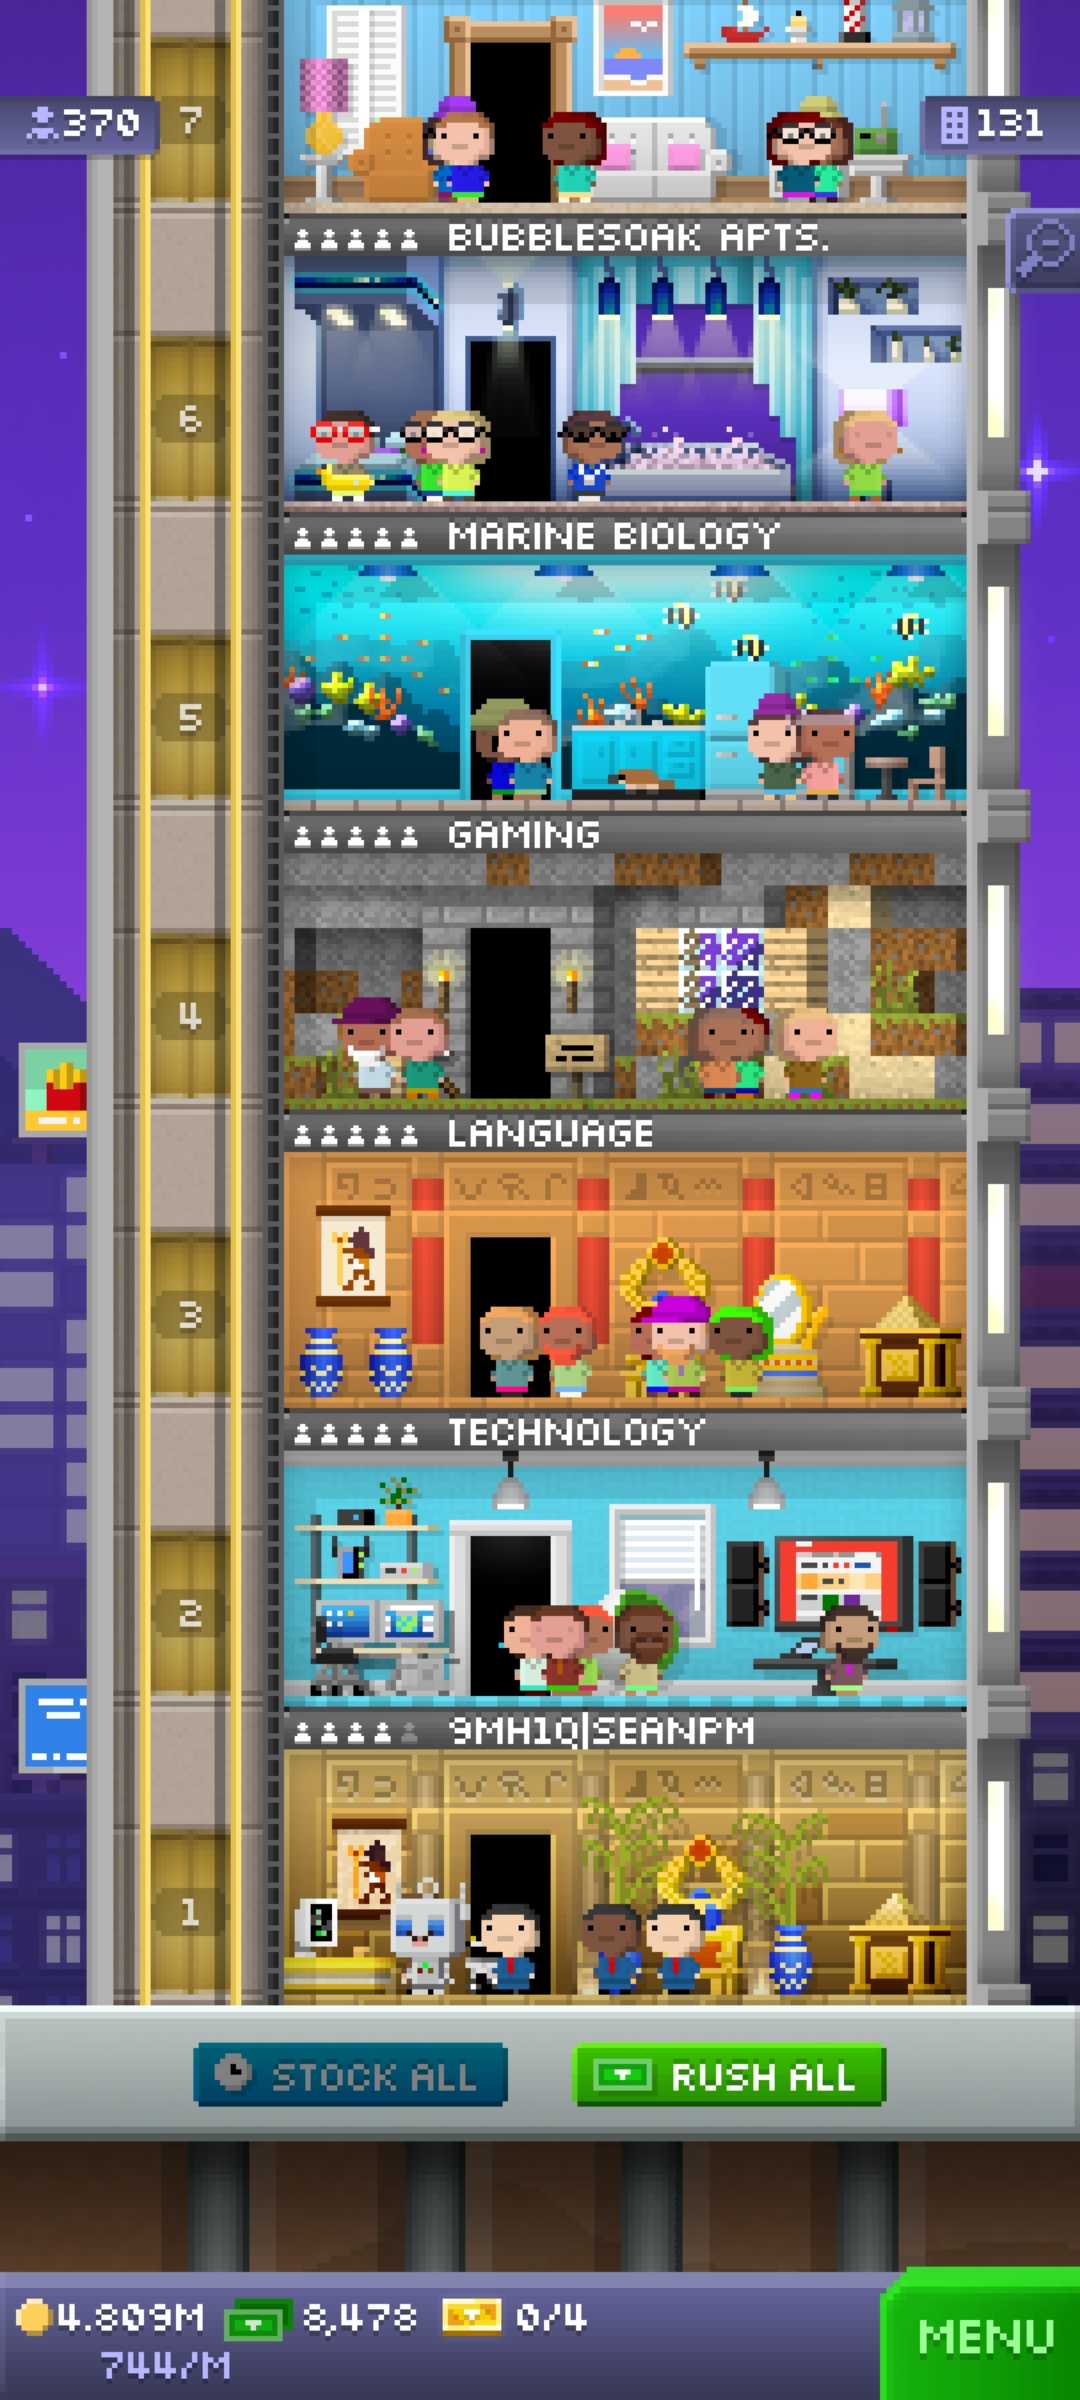 370
7
131
BUBBLESOAK APTS.
6
MARINE BIOLOGY
5
GAMING
4
LANGUAGE
3
TECHNOLOGY
2
9MH1Q|SEANPM
1
STOCK ALL
RUSH ALL
4.809M
8,478
0/4
744/M
MENU